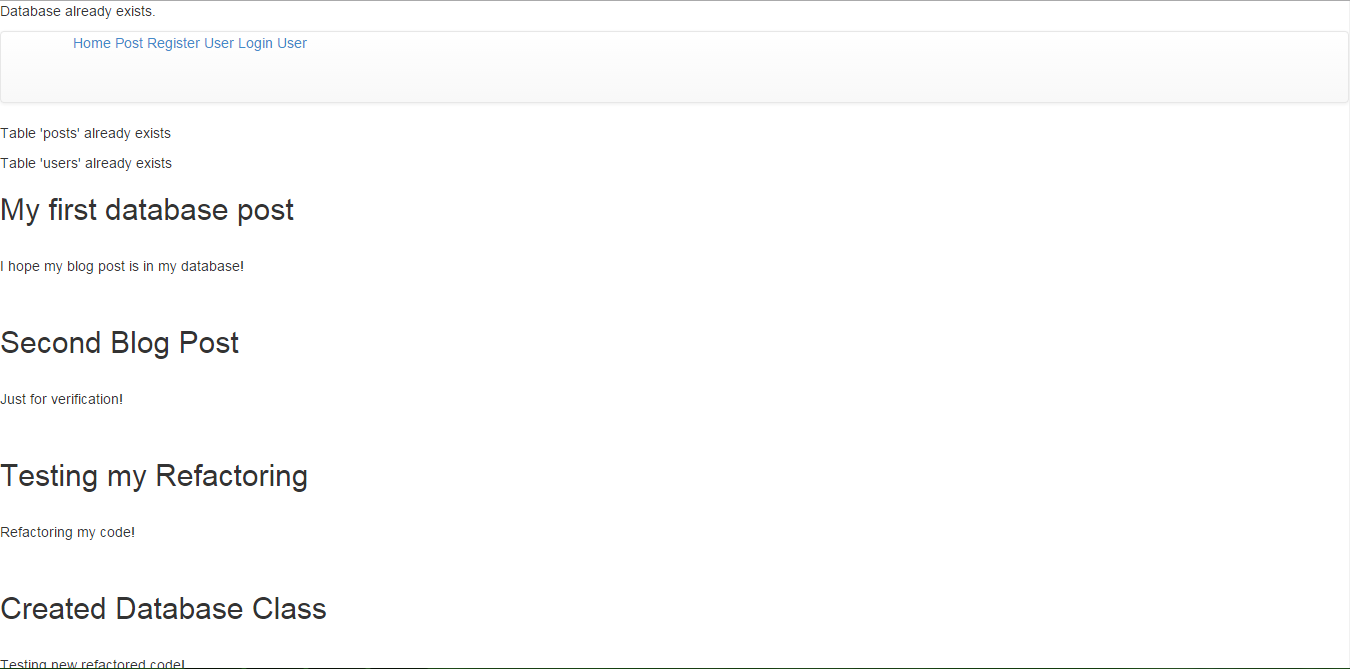 Database already exists.
Home Post Register User Login User
Table 'posts' already exists
Table 'users' already exists
My first database post
I hope my blog post is in my database!
Second Blog Post
Just for verification!
Testing my Refactoring
Refactoring my code!
Created Database Class
Testing new refactored code!